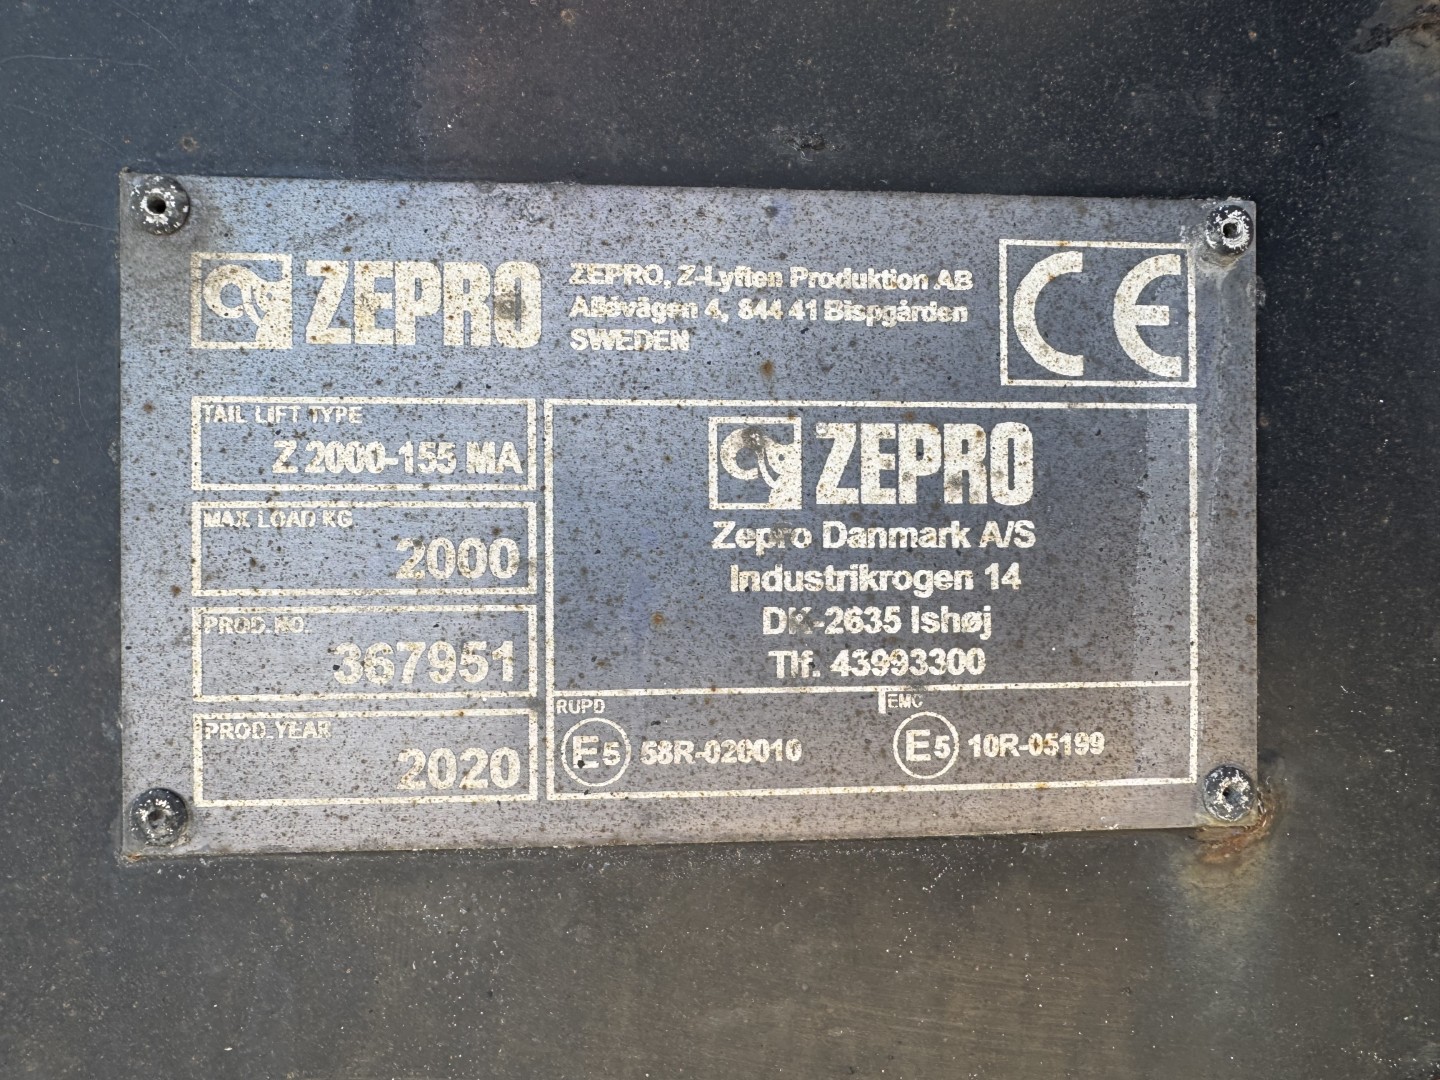 ZEPRO
ZEPRO, Z-Lyften Produktion AB
Allévägen 4, 844 41 Bispgården
SWEDEN
CE
TAIL LIFT TYPE
Z 2000-155 MA
MAX. LOAD KG
2000
PROD. NO.
367951
PROD. YEAR
2020
ZEPRO
Zepro Danmark A/S
Industrikrogen 14
DK-2635 Ishøj
Tlf. 43993300
RUPD
E5 58R-020010
EMC
E5 10R-05199